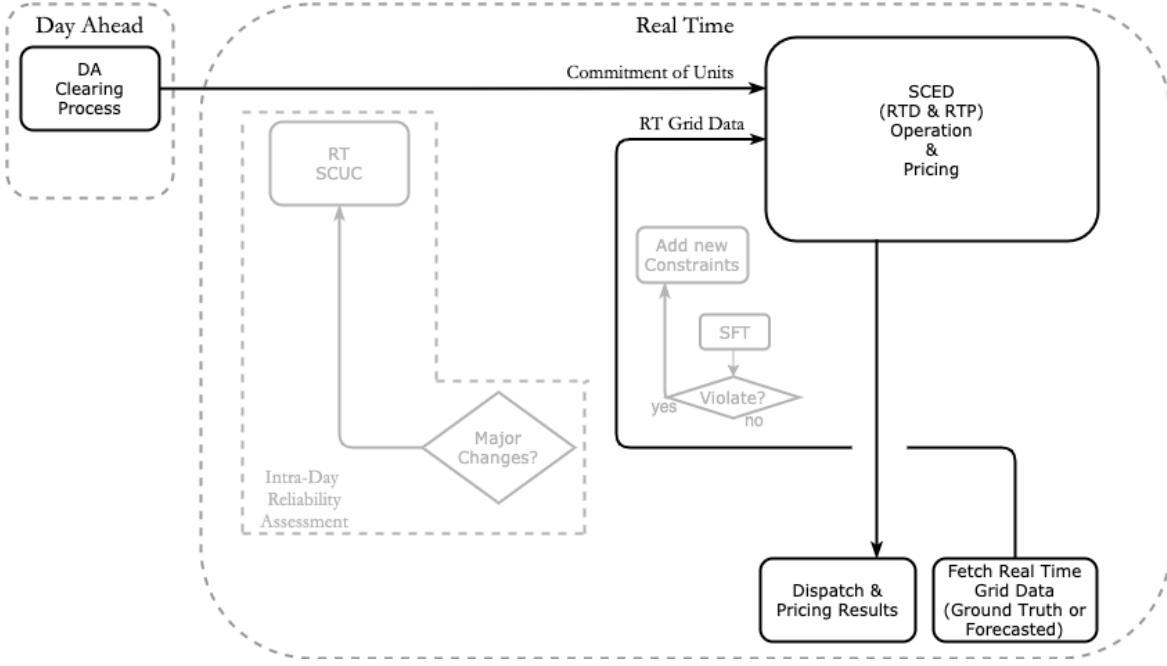 Day Ahead
DA
Clearing
Process
Real Time
Commitment of Units
RT Grid Data
SCED
(RTD & RTP)
Operation
&
Pricing
RT
SCUC
Add new
Constraints
SFT
Violate?
yes
no
Major
Changes?
Intra-Day
Reliability
Assessment
Dispatch &
Pricing Results
Fetch Real Time
Grid Data
(Ground Truth or
Forecasted)